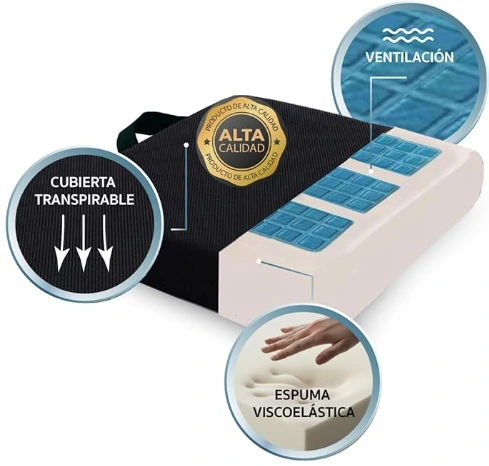 VENTILACIÓN
PRODUCTO DE ALTA CALIDAD
ALTA
CALIDAD
PRODUCTO DE ALTA CALIDAD
CUBIERTA
TRANSPIRABLE
ESPUMA
VISCOELÁSTICA